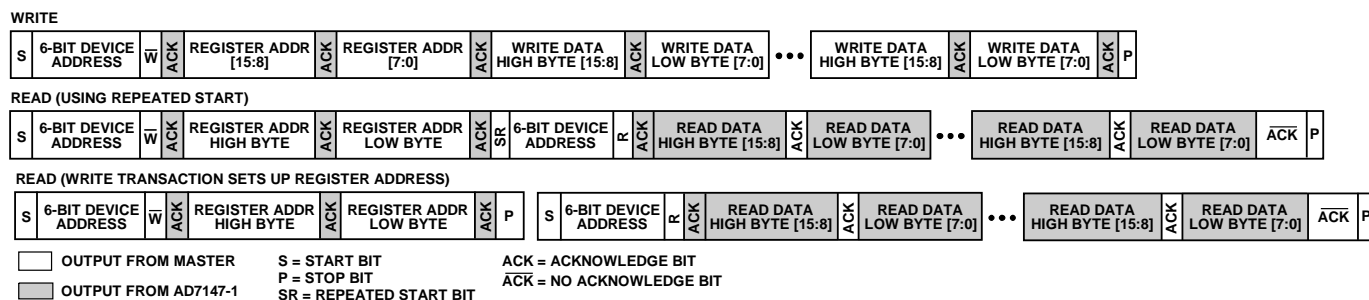 WRITE
S 6-BIT DEVICE ADDRESS W̅ ACK REGISTER ADDR [15:8] ACK REGISTER ADDR [7:0] ACK WRITE DATA HIGH BYTE [15:8] ACK WRITE DATA LOW BYTE [7:0] ••• WRITE DATA HIGH BYTE [15:8] ACK WRITE DATA LOW BYTE [7:0] ACK P
READ (USING REPEATED START)
S 6-BIT DEVICE ADDRESS W̅ ACK REGISTER ADDR HIGH BYTE ACK REGISTER ADDR LOW BYTE ACK SR 6-BIT DEVICE ADDRESS R ACK READ DATA HIGH BYTE [15:8] ACK READ DATA LOW BYTE [7:0] ••• READ DATA HIGH BYTE [15:8] ACK READ DATA LOW BYTE [7:0] A̅C̅K̅ P
READ (WRITE TRANSACTION SETS UP REGISTER ADDRESS)
S 6-BIT DEVICE ADDRESS W̅ ACK REGISTER ADDR HIGH BYTE ACK REGISTER ADDR LOW BYTE ACK P S 6-BIT DEVICE ADDRESS R ACK READ DATA HIGH BYTE [15:8] ACK READ DATA LOW BYTE [7:0] ••• READ DATA HIGH BYTE [15:8] ACK READ DATA LOW BYTE [7:0] A̅C̅K̅ P
OUTPUT FROM MASTER
OUTPUT FROM AD7147-1
S = START BIT
P = STOP BIT
SR = REPEATED START BIT
ACK = ACKNOWLEDGE BIT
A̅C̅K̅ = NO ACKNOWLEDGE BIT